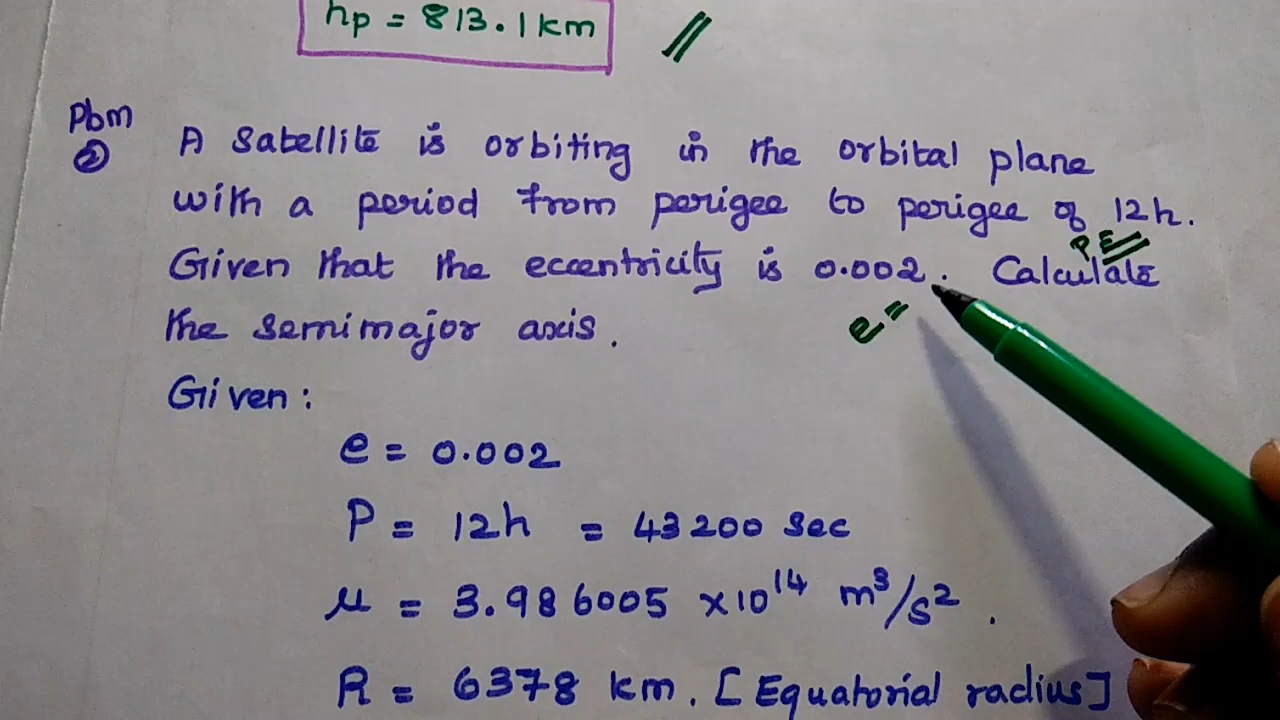 hp = 813.1 km
Pbm
② A Satellite is orbiting in the orbital plane
with a period from perigee to perigee of 12h.
PE
Given that the eccentricity is 0.002. Calculate
e =
the semimajor axis.
Given:
e = 0.002
P = 12h = 43200 Sec
μ = 3.986005 ×10¹⁴ m³/s².
R = 6378 km. [Equatorial radius]